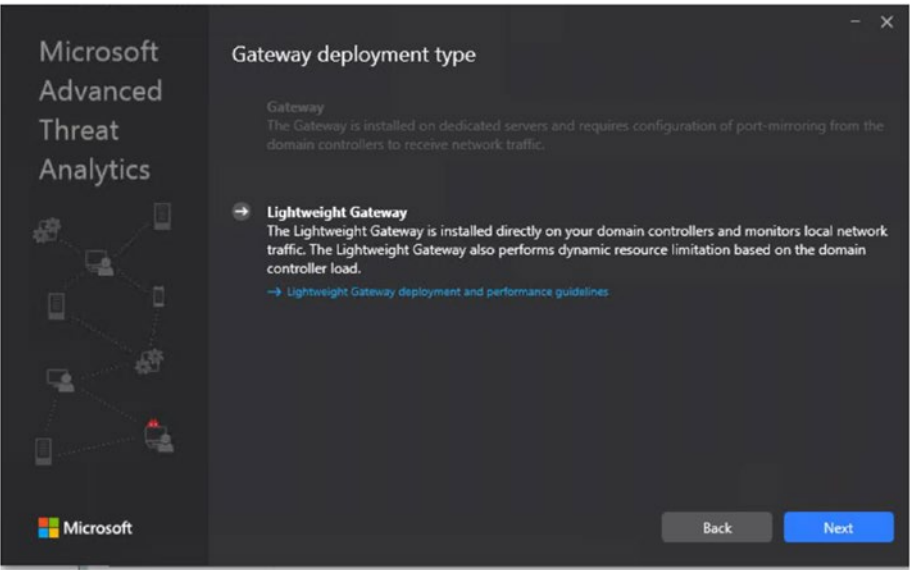 Microsoft
Advanced
Threat
Analytics
Gateway deployment type
Gateway
The Gateway is installed on dedicated servers and requires configuration of port-mirroring from the
domain controllers to receive network traffic.
Lightweight Gateway
The Lightweight Gateway is installed directly on your domain controllers and monitors local network
traffic. The Lightweight Gateway also performs dynamic resource limitation based on the domain
controller load.
Lightweight Gateway deployment and performance guidelines
Microsoft
Back
Next